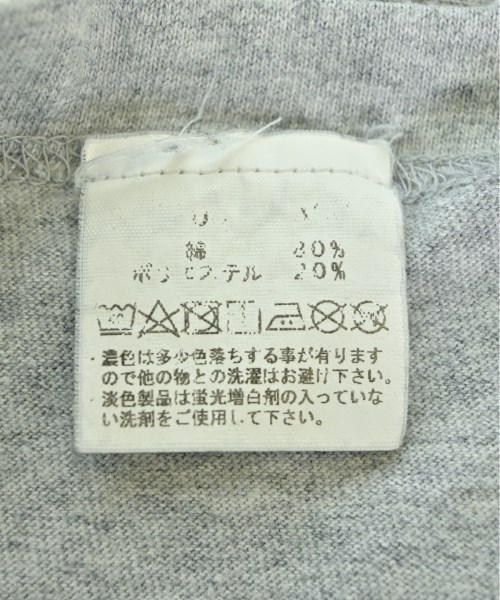 綿 80%
ポリエステル 20%
濃色は多少色落ちする事が有ります
ので他の物との洗濯はお避け下さい。
淡色製品は蛍光増白剤の入っていな
い洗剤をご使用して下さい。